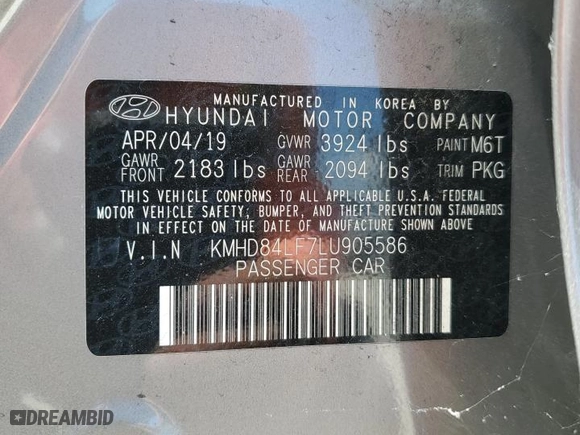 MANUFACTURED IN KOREA BY
HYUNDAI MOTOR COMPANY
APR/04/19 GVWR 3924 lbs PAINT M6T
GAWR FRONT 2183 lbs GAWR REAR 2094 lbs TRIM PKG
THIS VEHICLE CONFORMS TO ALL APPLICABLE U.S.A. FEDERAL
MOTOR VEHICLE SAFETY, BUMPER, AND THEFT PREVENTION STANDARDS
IN EFFECT ON THE DATE OF MANUFACTURE SHOWN ABOVE.
V.I.N KMHD84LF7LU905586
PASSENGER CAR
DREAMBID